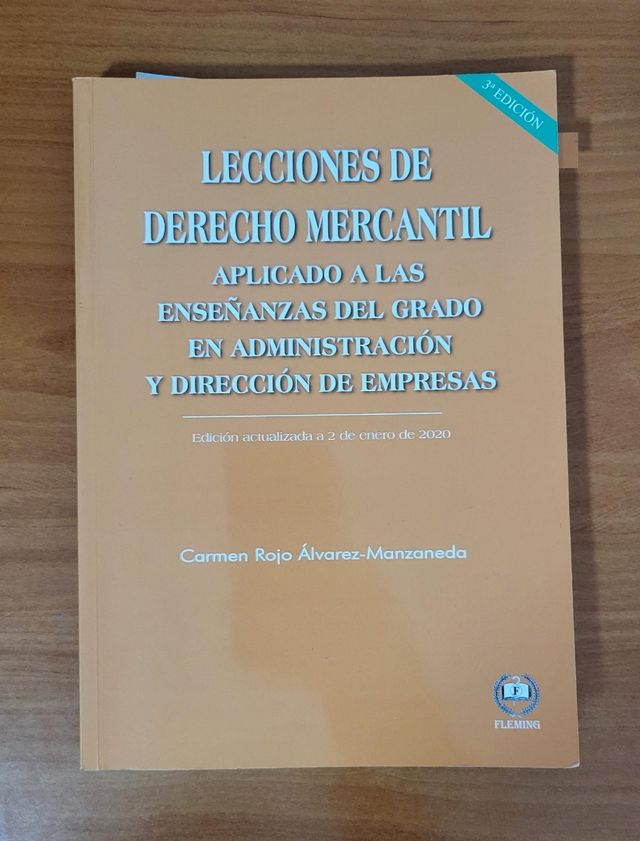 3ª EDICIÓN
LECCIONES DE
DERECHO MERCANTIL
APLICADO A LAS
ENSEÑANZAS DEL GRADO
EN ADMINISTRACIÓN
Y DIRECCIÓN DE EMPRESAS
Edición actualizada a 2 de enero de 2020
Carmen Rojo Álvarez-Manzaneda
F
FLEMING